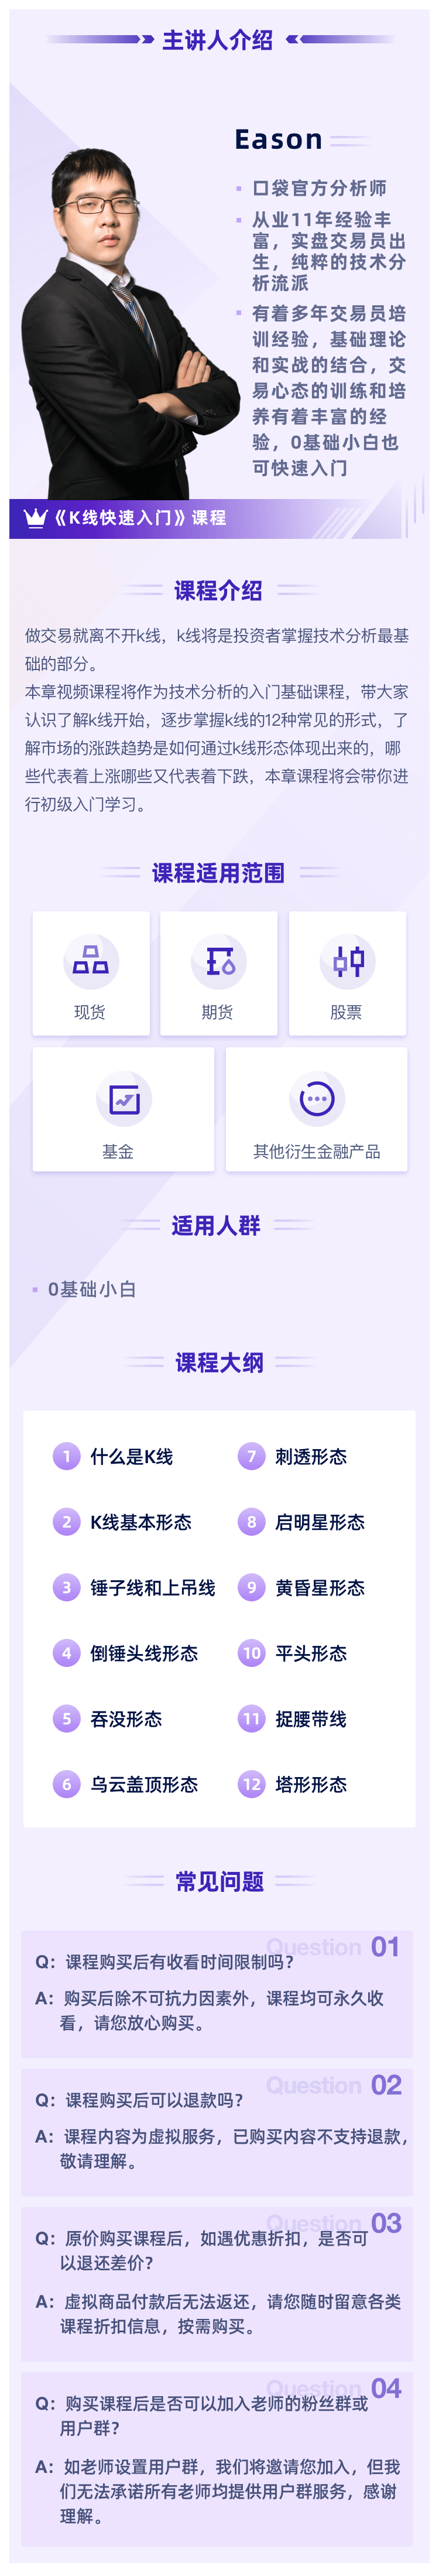 主讲人介绍
Eason
口袋官方分析师
从业11年经验丰
富，实盘交易员出
生，纯粹的技术分
析流派
有着多年交易员培
训经验，基础理论
和实战的结合，交
易心态的训练和培
养有着丰富的经
验，0基础小白也
可快速入门
《K线快速入门》课程
课程介绍
做交易就离不开k线，k线将是投资者掌握技术分析最基
础的部分。
本章视频课程将作为技术分析的入门基础课程，带大家
认识了解k线开始，逐步掌握k线的12种常见的形式，了
解市场的涨跌趋势是如何通过k线形态体现出来的，哪
些代表着上涨哪些又代表着下跌，本章课程将会带你进
行初级入门学习。
课程适用范围
现货
期货
股票
基金
其他衍生金融产品
适用人群
0基础小白
课程大纲
1 什么是K线
2 K线基本形态
3 锤子线和上吊线
4 倒锤头线形态
5 吞没形态
6 乌云盖顶形态
7 刺透形态
8 启明星形态
9 黄昏星形态
10 平头形态
11 捉腰带线
12 塔形形态
常见问题
Question 01
Q：课程购买后有收看时间限制吗？
A：购买后除不可抗力因素外，课程均可永久收
看，请您放心购买。
Question 02
Q：课程购买后可以退款吗？
A：课程内容为虚拟服务，已购买内容不支持退款，
敬请理解。
Question 03
Q：原价购买课程后，如遇优惠折扣，是否可
以退还差价？
A：虚拟商品付款后无法返还，请您随时留意各类
课程折扣信息，按需购买。
Question 04
Q：购买课程后是否可以加入老师的粉丝群或
用户群？
A：如老师设置用户群，我们将邀请您加入，但我
们无法承诺所有老师均提供用户群服务，感谢
理解。